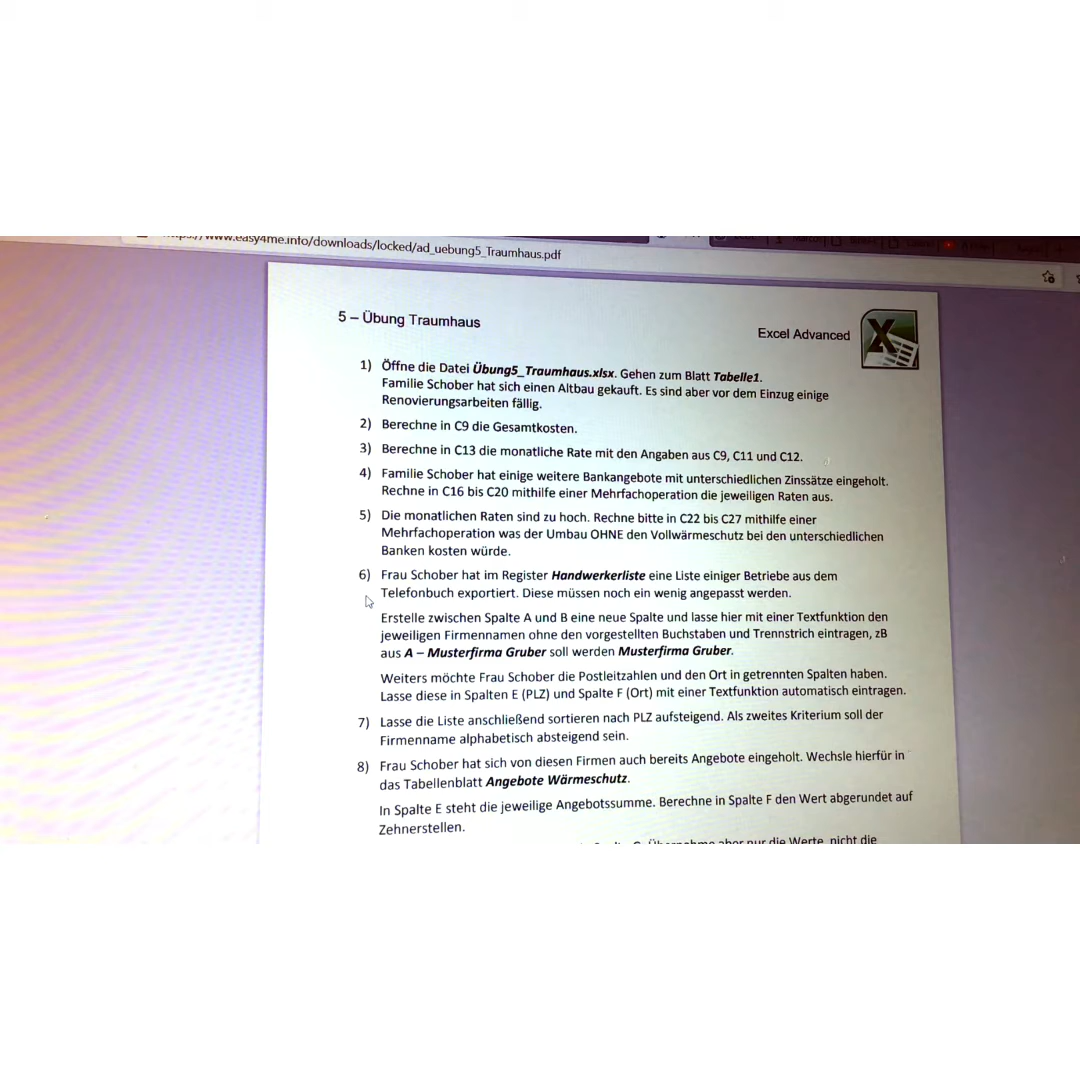 www.easy4me.info/downloads/locked/ad_uebung5_Traumhaus.pdf
5 – Übung Traumhaus
Excel Advanced
1) Öffne die Datei Übung5_Traumhaus.xlsx. Gehen zum Blatt Tabelle1.
Familie Schober hat sich einen Altbau gekauft. Es sind aber vor dem Einzug einige
Renovierungsarbeiten fällig.
2) Berechne in C9 die Gesamtkosten.
3) Berechne in C13 die monatliche Rate mit den Angaben aus C9, C11 und C12.
4) Familie Schober hat einige weitere Bankangebote mit unterschiedlichen Zinssätze eingeholt.
Rechne in C16 bis C20 mithilfe einer Mehrfachoperation die jeweiligen Raten aus.
5) Die monatlichen Raten sind zu hoch. Rechne bitte in C22 bis C27 mithilfe einer
Mehrfachoperation was der Umbau OHNE den Vollwärmeschutz bei den unterschiedlichen
Banken kosten würde.
6) Frau Schober hat im Register Handwerkerliste eine Liste einiger Betriebe aus dem
Telefonbuch exportiert. Diese müssen noch ein wenig angepasst werden.
Erstelle zwischen Spalte A und B eine neue Spalte und lasse hier mit einer Textfunktion den
jeweiligen Firmennamen ohne den vorgestellten Buchstaben und Trennstrich eintragen, zB
aus A – Musterfirma Gruber soll werden Musterfirma Gruber.
Weiters möchte Frau Schober die Postleitzahlen und den Ort in getrennten Spalten haben.
Lasse diese in Spalten E (PLZ) und Spalte F (Ort) mit einer Textfunktion automatisch eintragen.
7) Lasse die Liste anschließend sortieren nach PLZ aufsteigend. Als zweites Kriterium soll der
Firmenname alphabetisch absteigend sein.
8) Frau Schober hat sich von diesen Firmen auch bereits Angebote eingeholt. Wechsle hierfür in
das Tabellenblatt Angebote Wärmeschutz.
In Spalte E steht die jeweilige Angebotssumme. Berechne in Spalte F den Wert abgerundet auf
Zehnerstellen.
aber nur die Werte, nicht die